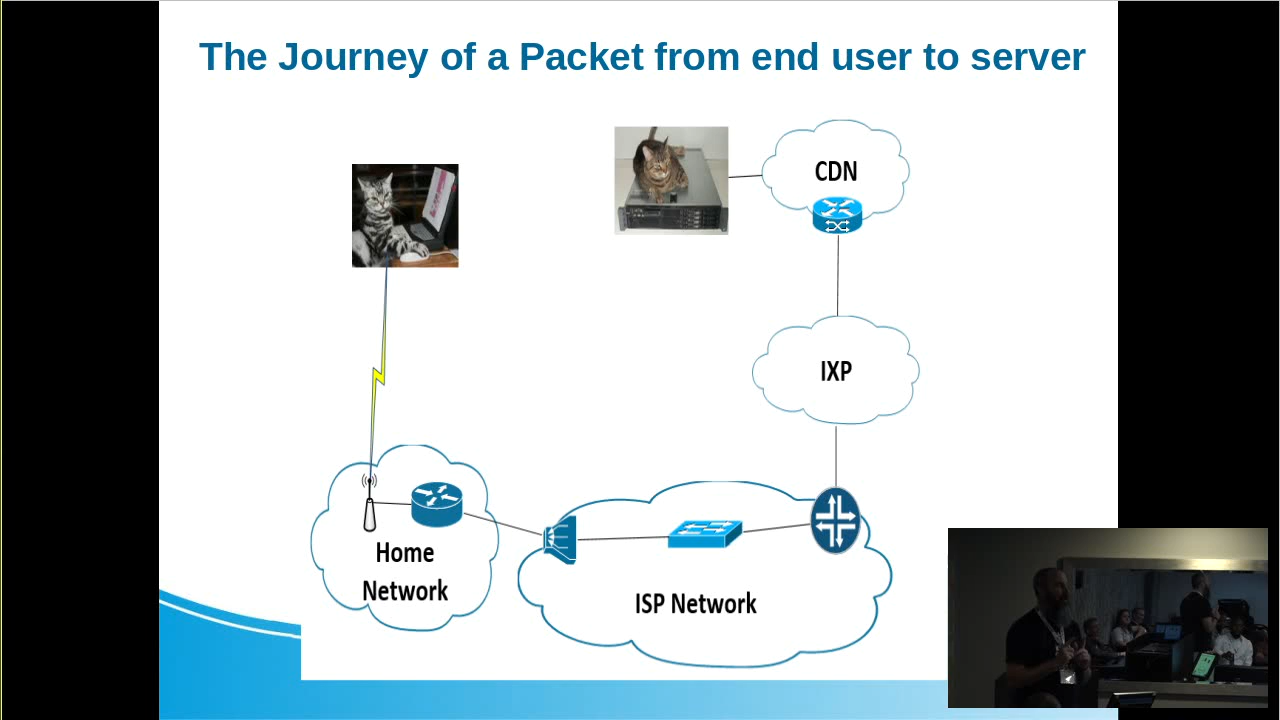 The Journey of a Packet from end user to server
CDN
IXP
Home
Network
ISP Network